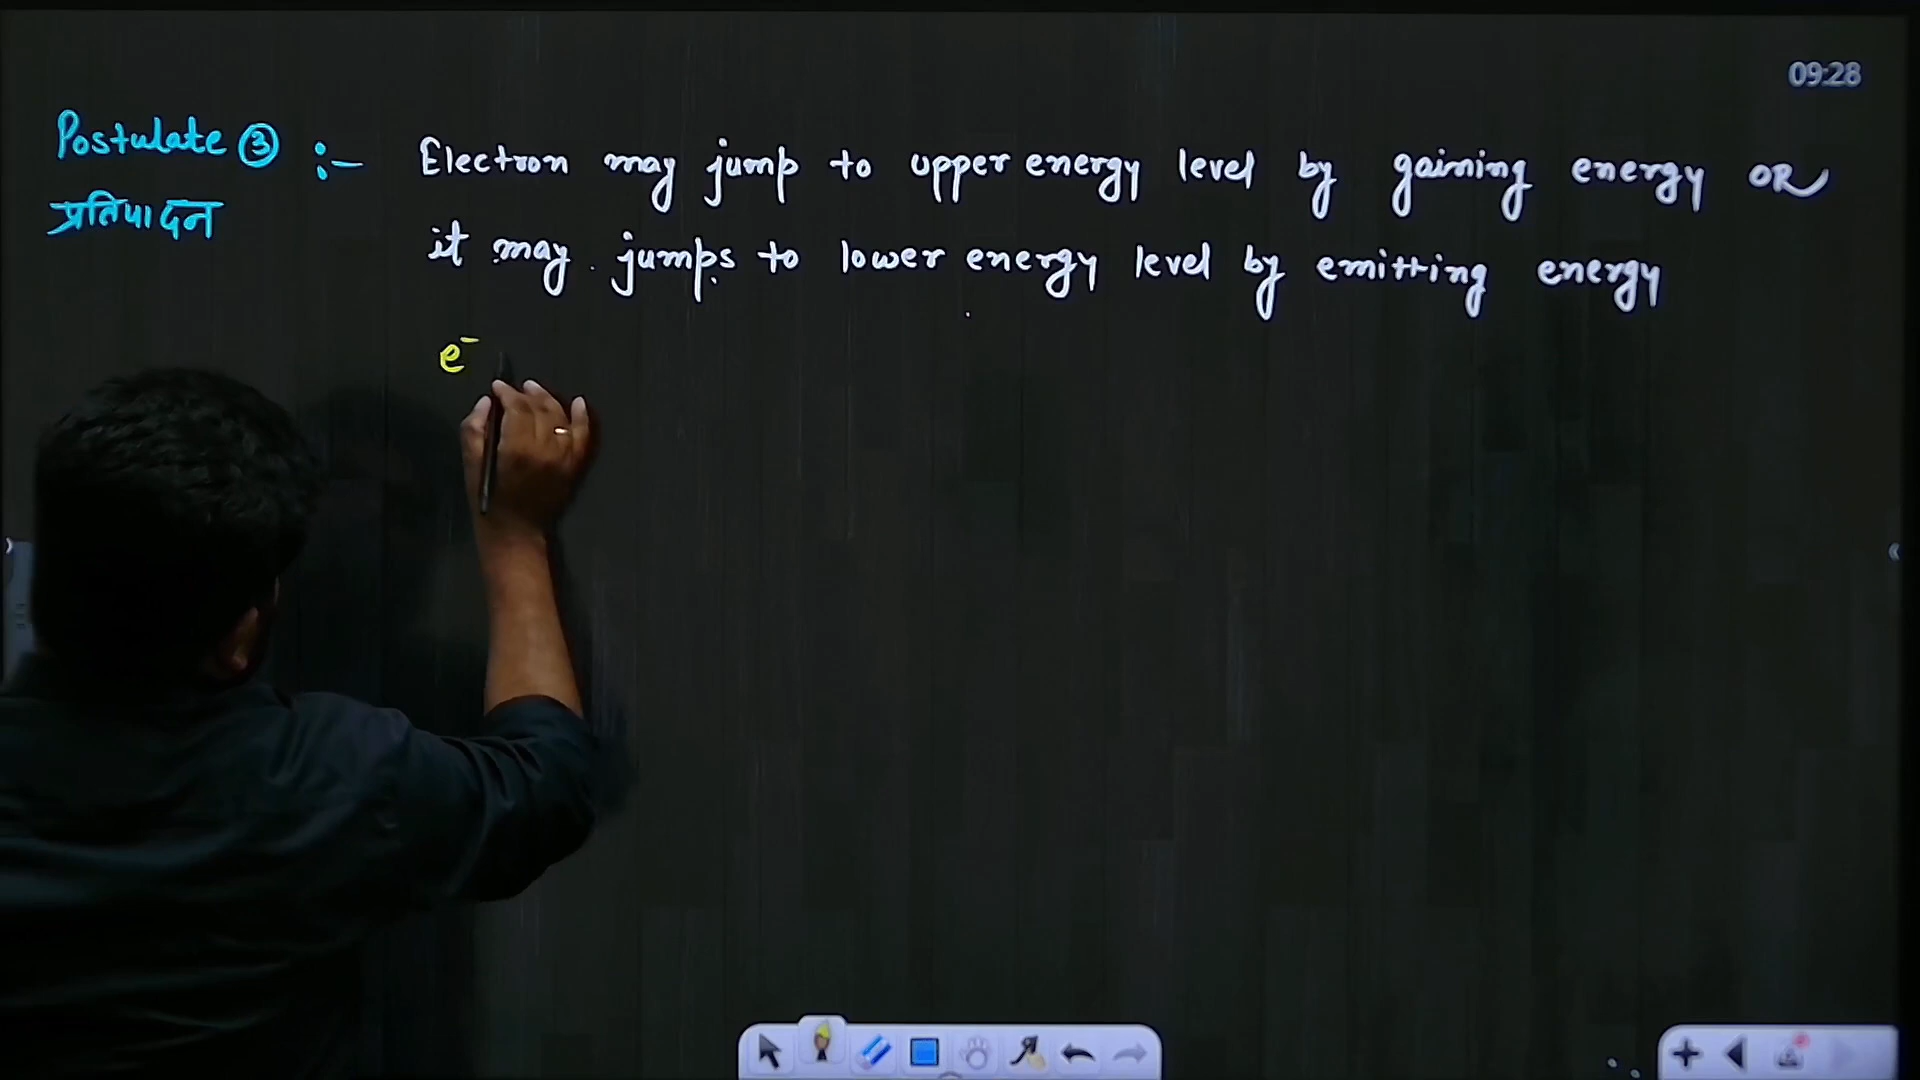 09:28
Postulate ③ :- Electron may jump to upper energy level by gaining energy OR
प्रतिपादन
it may jumps to lower energy level by emitting energy
e⁻